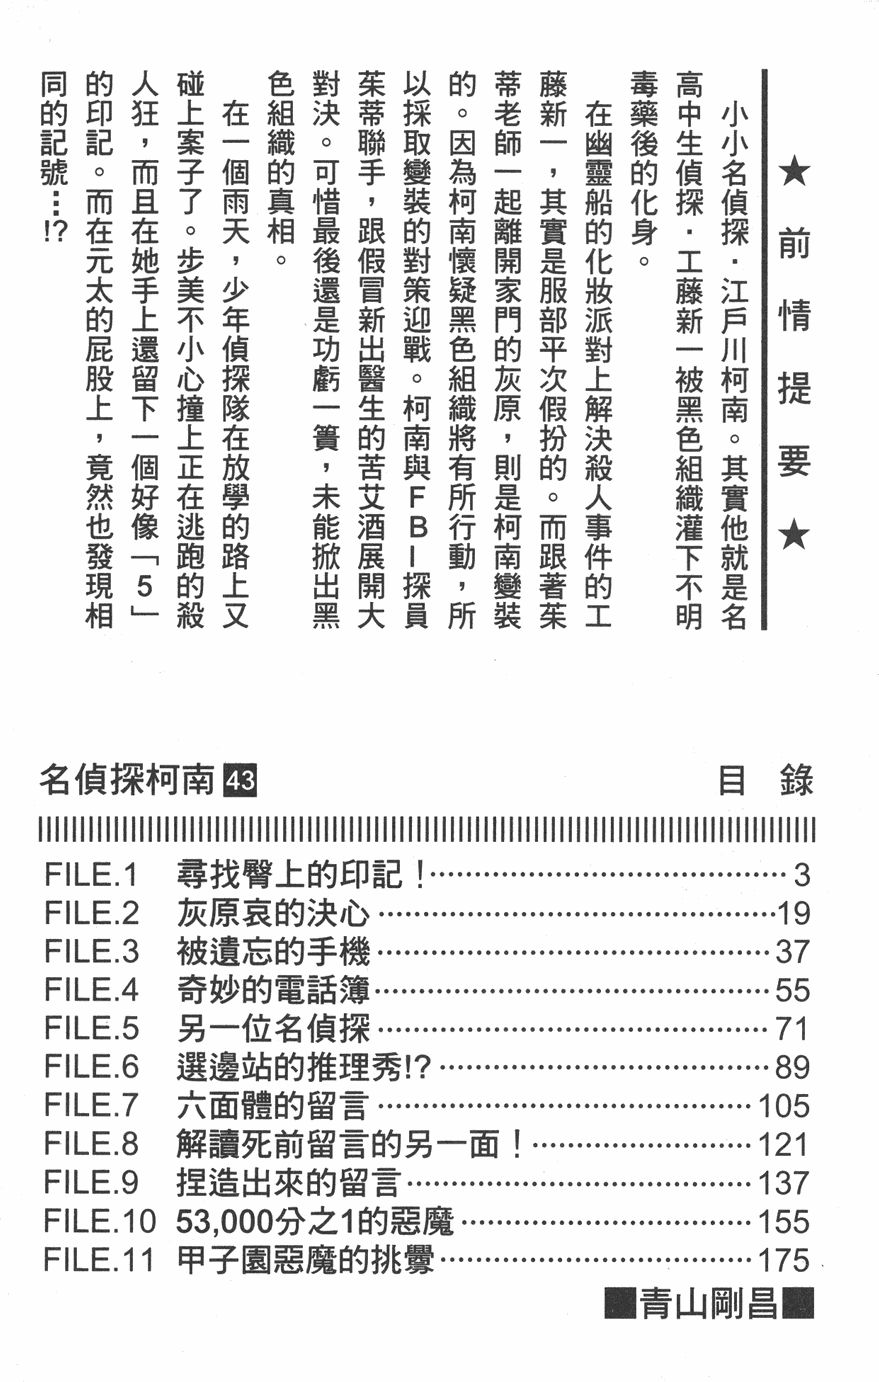 ★前情提要★
小小名偵探．江戶川柯南。其實他就是名
高中生偵探．工藤新一被黑色組織灌下不明
毒藥後的化身。
在幽靈船的化妝派對上解決殺人事件的工
藤新一，其實是服部平次假扮的。而跟著茱
蒂老師一起離開家門的灰原，則是柯南變裝
的。因為柯南懷疑黑色組織將有所行動，所
以採取變裝的對策迎戰。柯南與FBI探員
茱蒂聯手，跟假冒新出醫生的苦艾酒展開大
對決。可惜最後還是功虧一簣，未能掀出黑
色組織的真相。
在一個雨天，少年偵探隊在放學的路上又
碰上案子了。步美不小心撞上正在逃跑的殺
人狂，而且在她手上還留下一個好像「5」
的印記。而在元太的屁股上，竟然也發現相
同的記號…!?
名偵探柯南 43 目 錄
FILE.1 尋找臀上的印記！………………………………3
FILE.2 灰原哀的決心………………………………19
FILE.3 被遺忘的手機………………………………37
FILE.4 奇妙的電話簿………………………………55
FILE.5 另一位名偵探………………………………71
FILE.6 選邊站的推理秀!?………………………………89
FILE.7 六面體的留言………………………………105
FILE.8 解讀死前留言的另一面！……………………121
FILE.9 捏造出來的留言………………………………137
FILE.10 53,000分之1的惡魔…………………………155
FILE.11 甲子園惡魔的挑釁…………………………175
■青山剛昌■